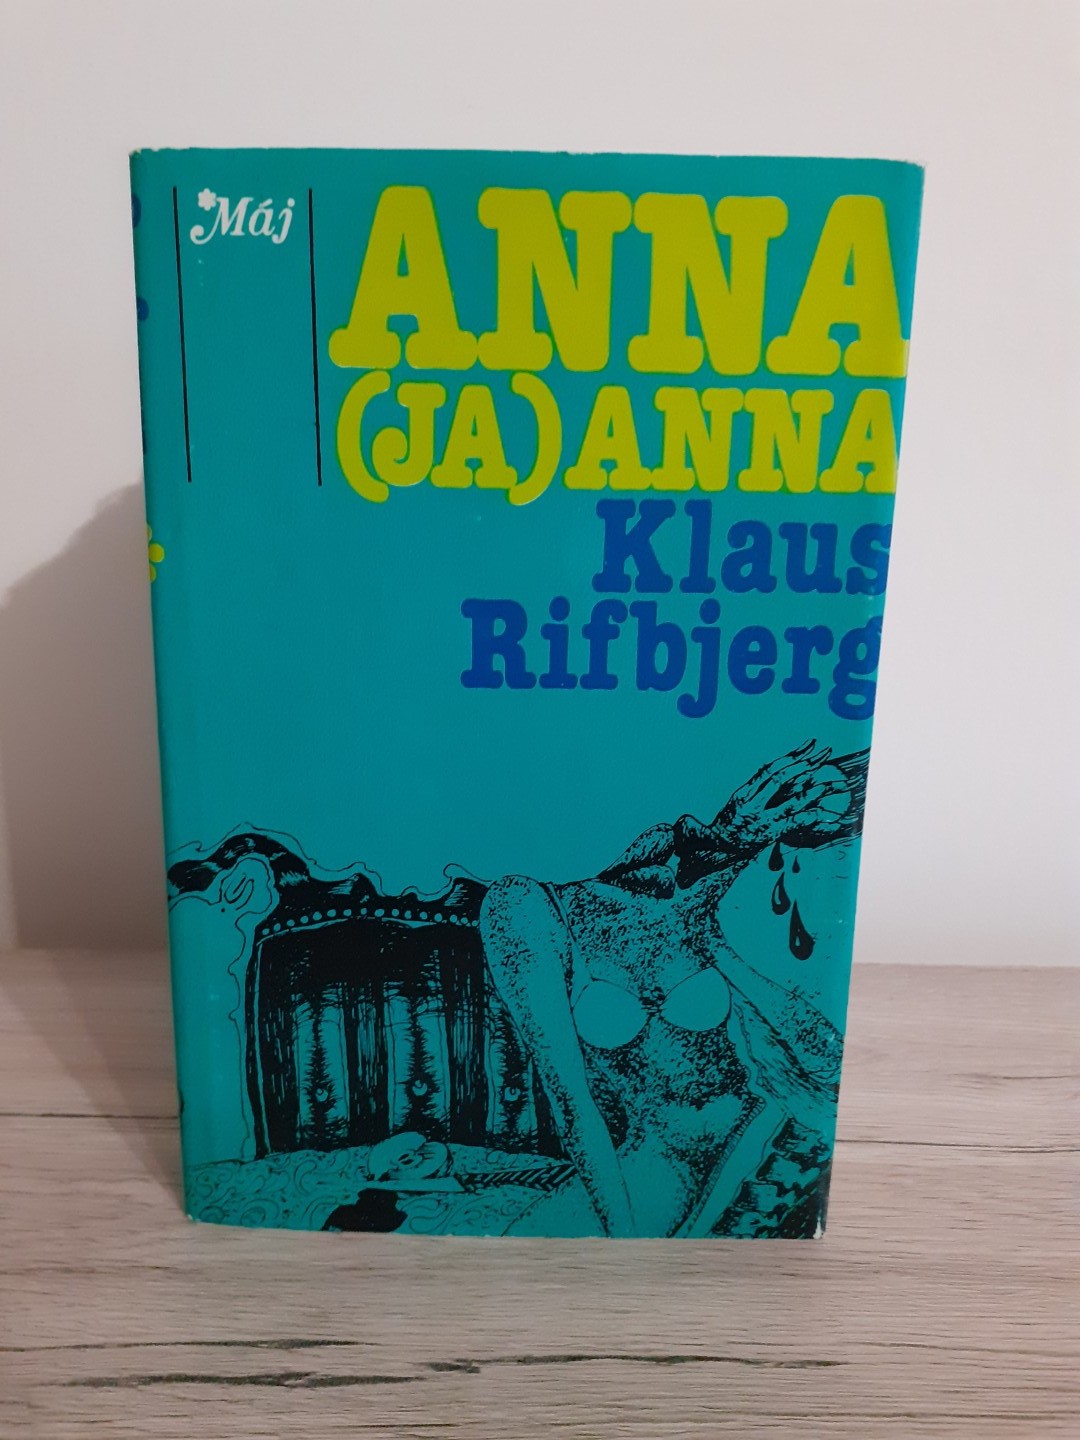 Máj
ANNA
(JA) ANNA
Klaus
Rifbjerg